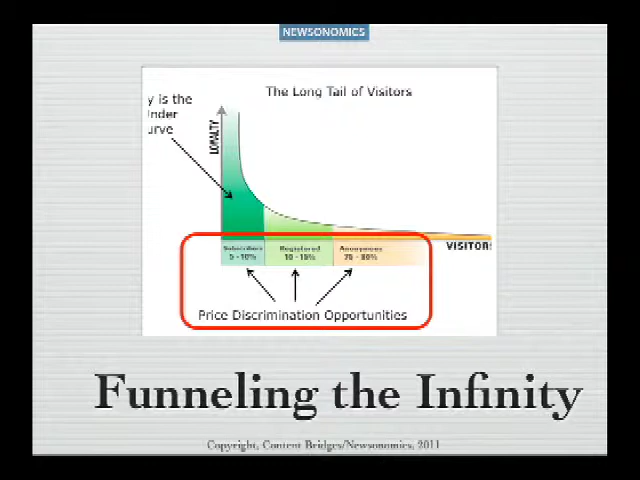 NEWSONOMICS
The Long Tail of Visitors
y is the
nder
urve
LOYALTY
Subscribers Registered Anonymous
5 - 10% 10 - 15% 75 - 80%
VISITORS
Price Discrimination Opportunities
Funneling the Infinity
Copyright, Content Bridges/Newsonomics, 2011